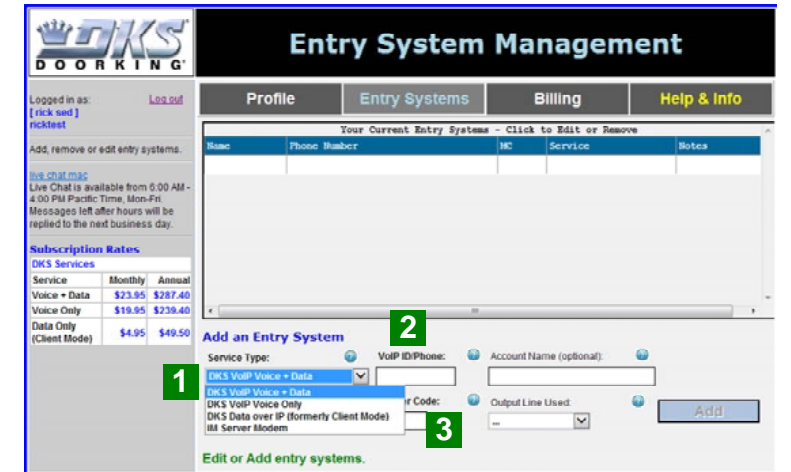 DKS
DOORKING
Entry System Management
Logged in as: Log out
[ rick sed ]
ricktest
Add, remove or edit entry systems.
live chat mac
Live Chat is available from 6:00 AM -
4:00 PM Pacific Time, Mon-Fri.
Messages left after hours will be
replied to the next business day.
Subscription Rates
DKS Services
Service Monthly Annual
Voice + Data $23.95 $287.40
Voice Only $19.95 $239.40
Data Only
(Client Mode) $4.95 $49.50
Profile Entry Systems Billing Help & Info
Your Current Entry Systems - Click to Edit or Remove
Name Phone Number MC Service Notes
Add an Entry System
2
Service Type: VoIP ID/Phone: Account Name (optional):
1
DKS VoIP Voice + Data
DKS VoIP Voice + Data
DKS VoIP Voice Only
DKS Data over IP (formerly Client Mode)
IM Server Modem
r Code: Output Line Used:
3
...
Add
Edit or Add entry systems.